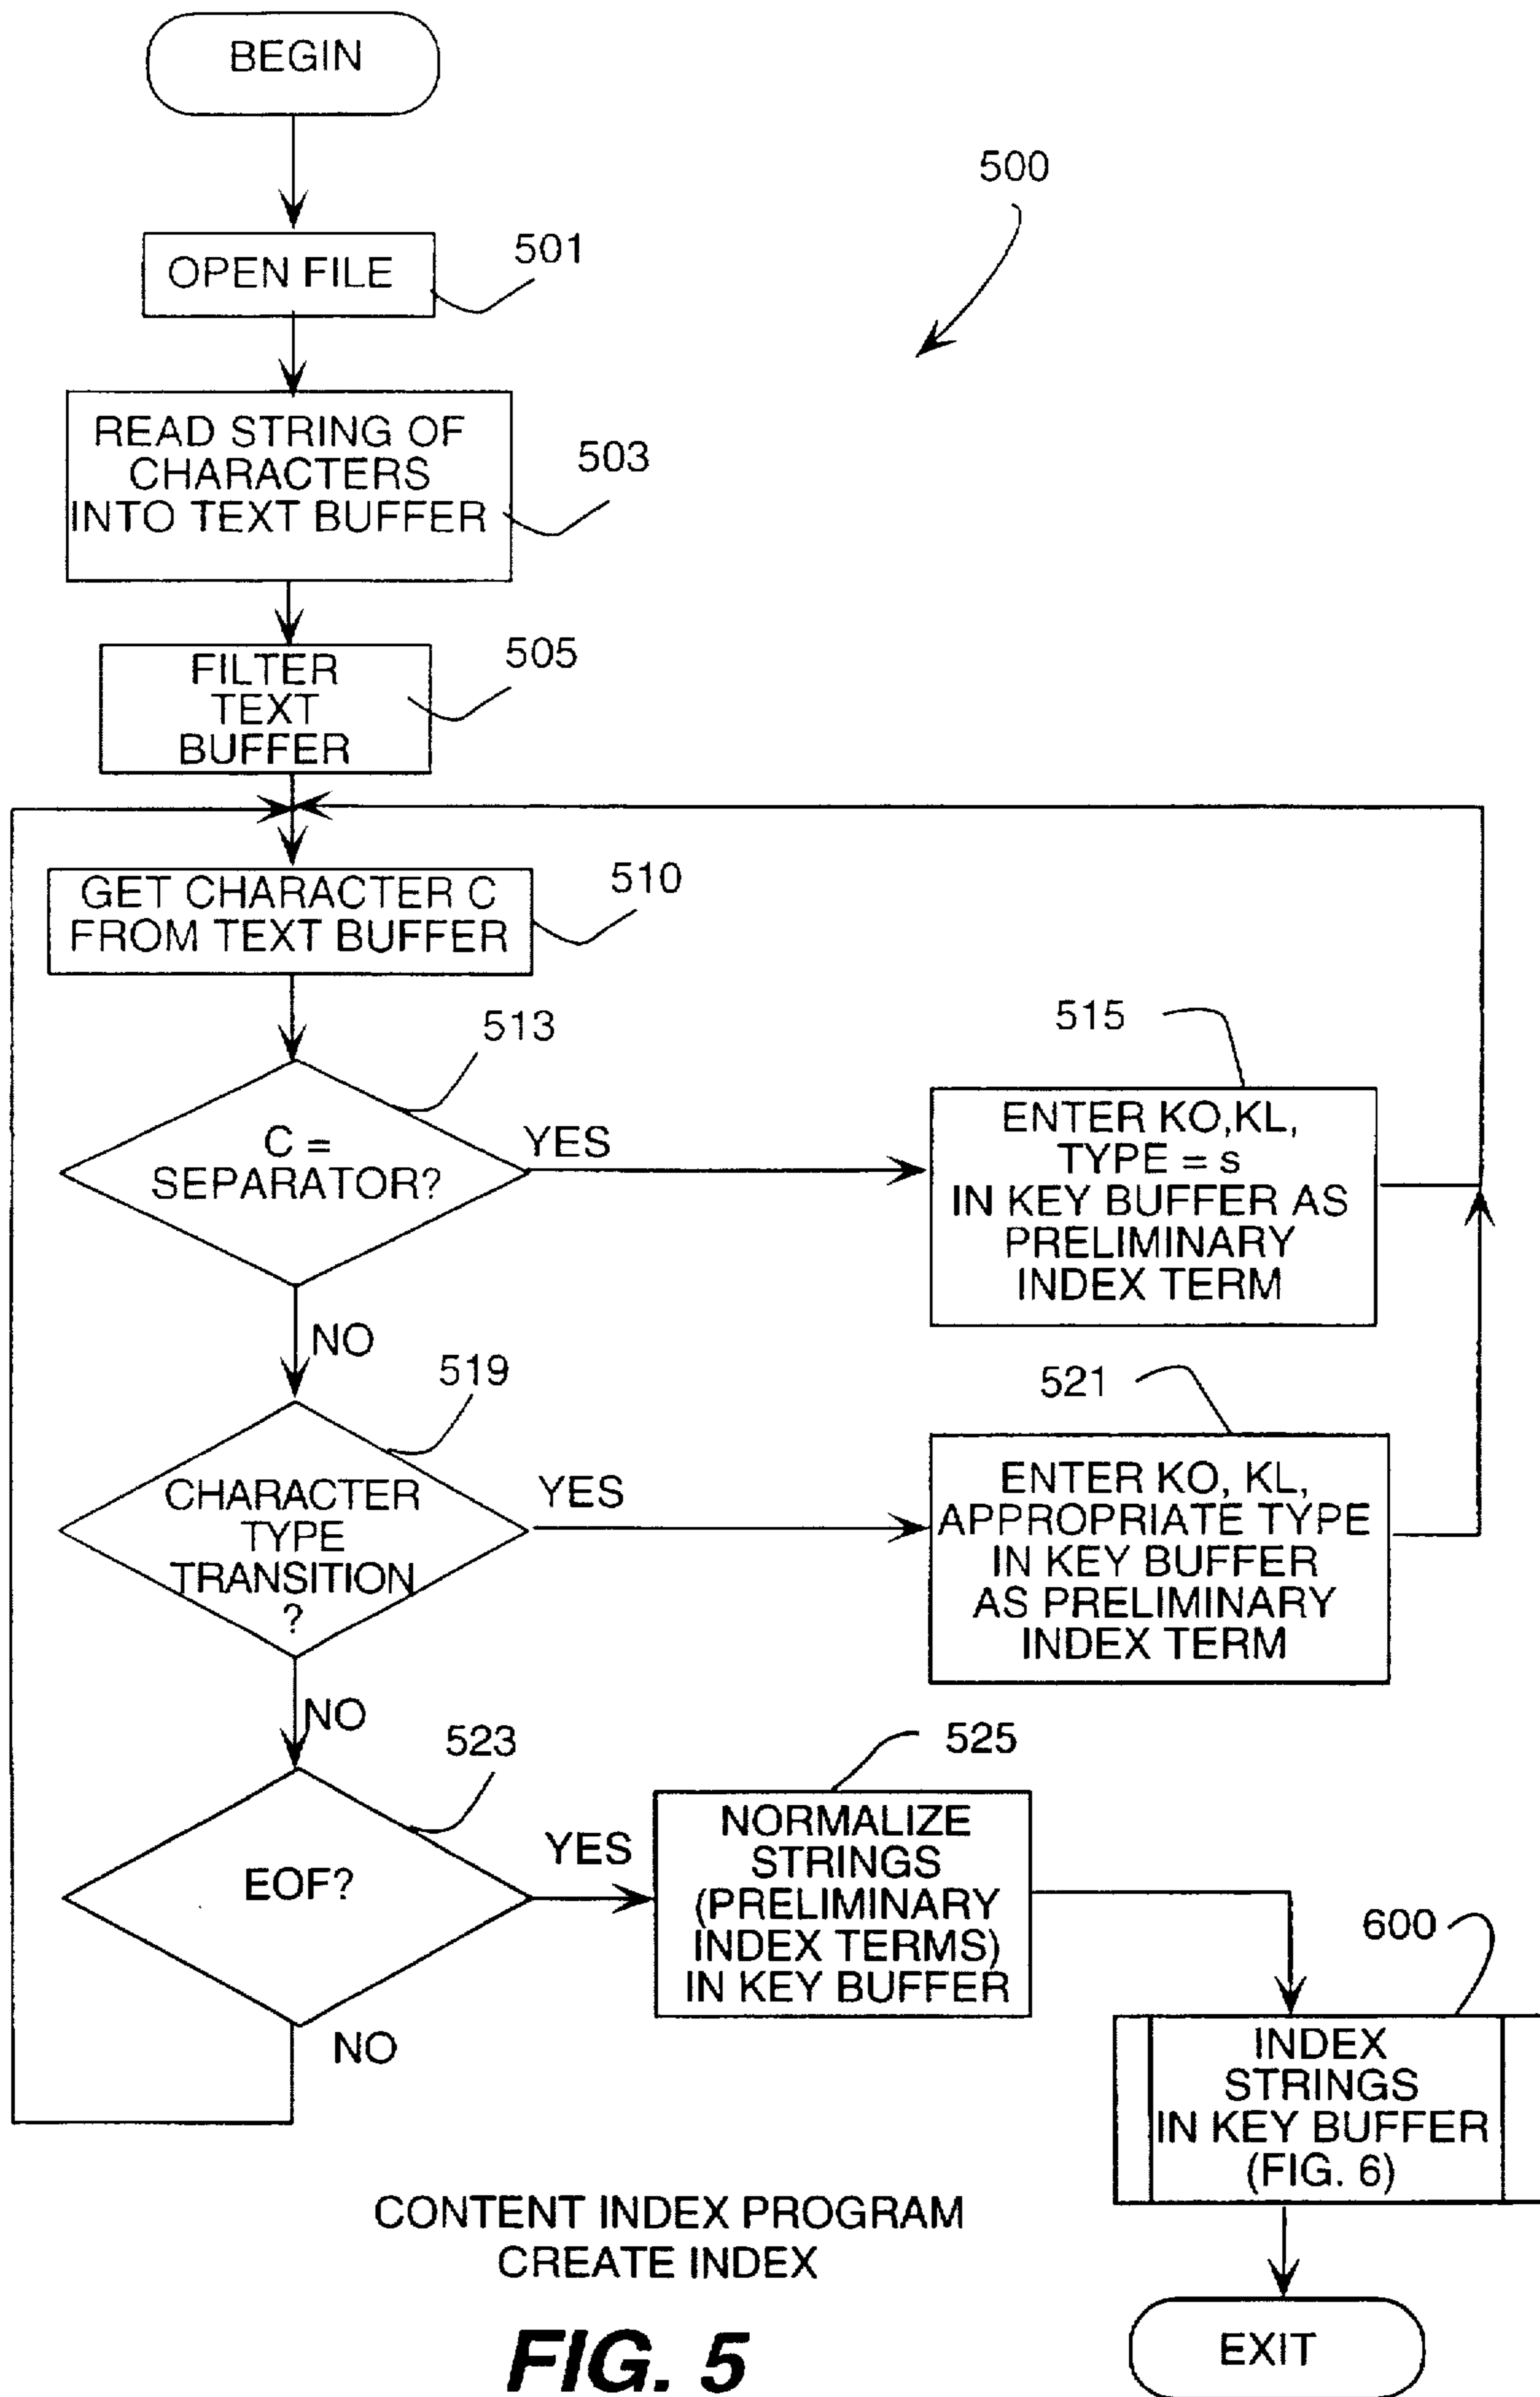 BEGIN
500
OPEN FILE
501
READ STRING OF
CHARACTERS
INTO TEXT BUFFER
503
FILTER
TEXT
BUFFER
505
GET CHARACTER C
FROM TEXT BUFFER
510
C =
SEPARATOR?
513
YES
515
ENTER KO,KL,
TYPE = s
IN KEY BUFFER AS
PRELIMINARY
INDEX TERM
NO
519
CHARACTER
TYPE
TRANSITION
?
YES
521
ENTER KO, KL,
APPROPRIATE TYPE
IN KEY BUFFER
AS PRELIMINARY
INDEX TERM
NO
523
EOF?
YES
525
NORMALIZE
STRINGS
(PRELIMINARY
INDEX TERMS)
IN KEY BUFFER
NO
600
INDEX
STRINGS
IN KEY BUFFER
(FIG. 6)
CONTENT INDEX PROGRAM
CREATE INDEX
FIG. 5
EXIT